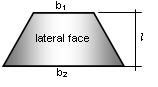 b1
lateral face
b2